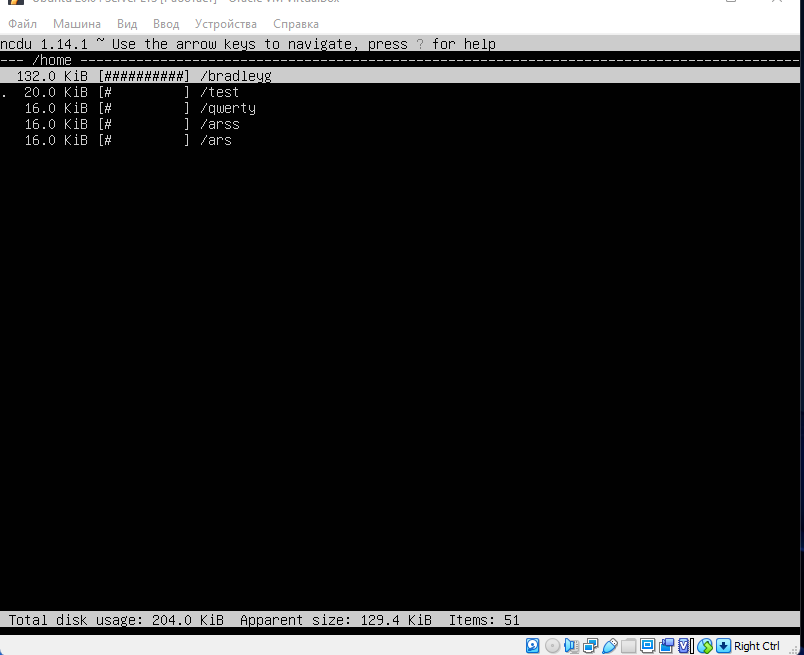 Файл Машина Вид Ввод Устройства Справка
ncdu 1.14.1 ~ Use the arrow keys to navigate, press ? for help
--- /home ----------------------------------------------------------------------------------------
132.0 KiB [##########] /bradleyg
. 20.0 KiB [# ] /test
16.0 KiB [# ] /qwerty
16.0 KiB [# ] /arss
16.0 KiB [# ] /ars
Total disk usage: 204.0 KiB Apparent size: 129.4 KiB Items: 51
Right Ctrl